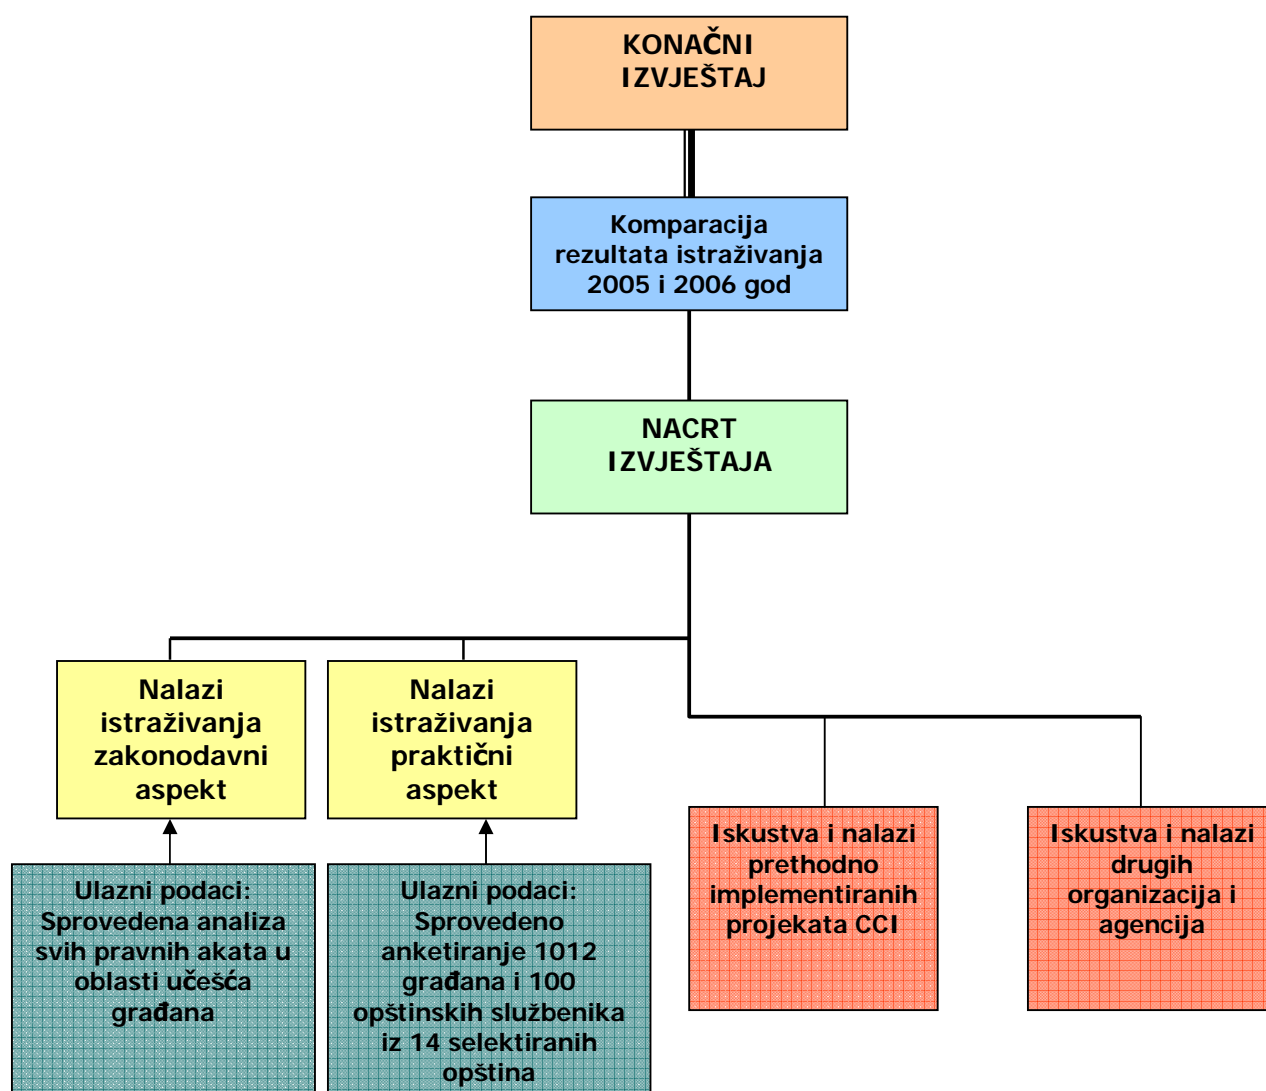 KONAČNI
IZVJEŠTAJ
Komparacija
rezultata istraživanja
2005 i 2006 god
NACRT
IZVJEŠTAJA
Nalazi
istraživanja
zakonodavni
aspekt
Nalazi
istraživanja
praktični
aspekt
Iskustva i nalazi
prethodno
implementiranih
projekata CCI
Iskustva i nalazi
drugih
organizacija i
agencija
Ulazni podaci:
Sprovedena analiza
svih pravnih akata u
oblasti učešća
građana
Ulazni podaci:
Sprovedeno
anketiranje 1012
građana i 100
opštinskih službenika
iz 14 selektiranih
opština